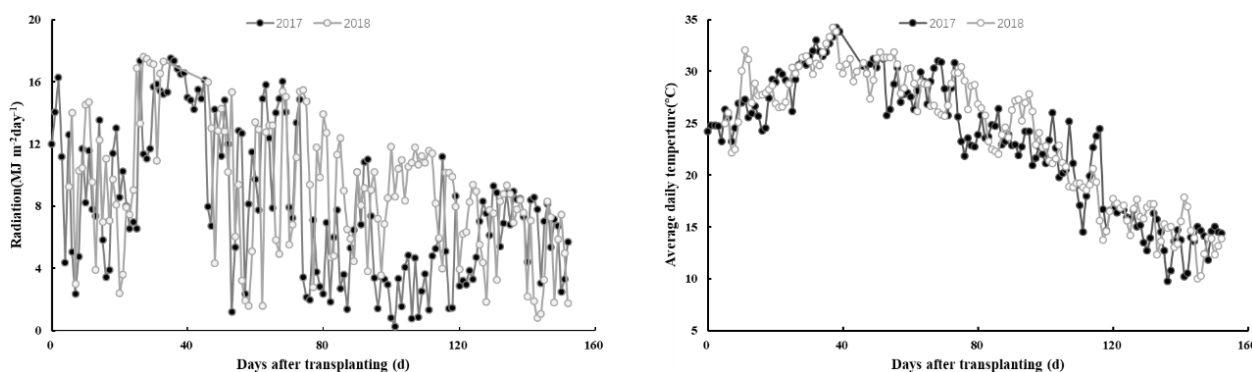 2017 2018
20
16
12
8
4
0
0 40 80 120 160
Radiation(MJ m-2day-1)
Days after transplanting (d)
2017 2018
40
35
30
25
20
15
10
5
0 40 80 120 160
Average daily temperture(°C)
Days after transplanting (d)